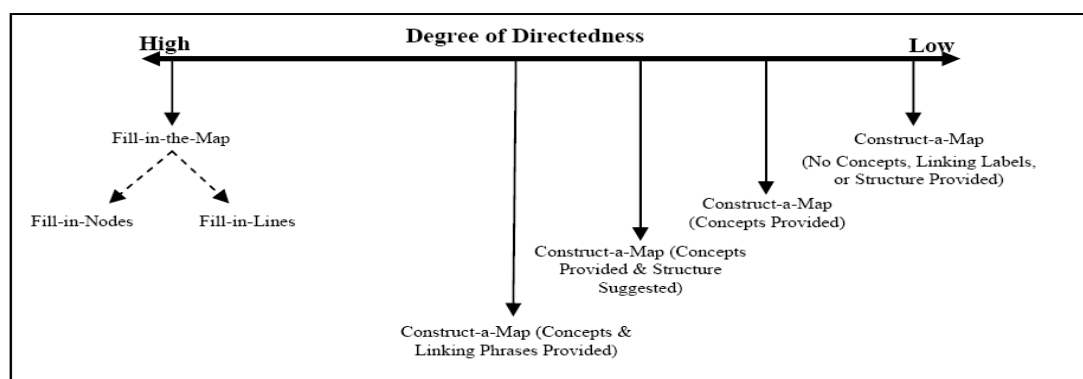 Degree of Directedness
High
Low
Fill-in-the-Map
Fill-in-Nodes
Fill-in-Lines
Construct-a-Map (Concepts &
Linking Phrases Provided)
Construct-a-Map (Concepts
Provided & Structure
Suggested)
Construct-a-Map
(Concepts Provided)
Construct-a-Map
(No Concepts, Linking Labels,
or Structure Provided)